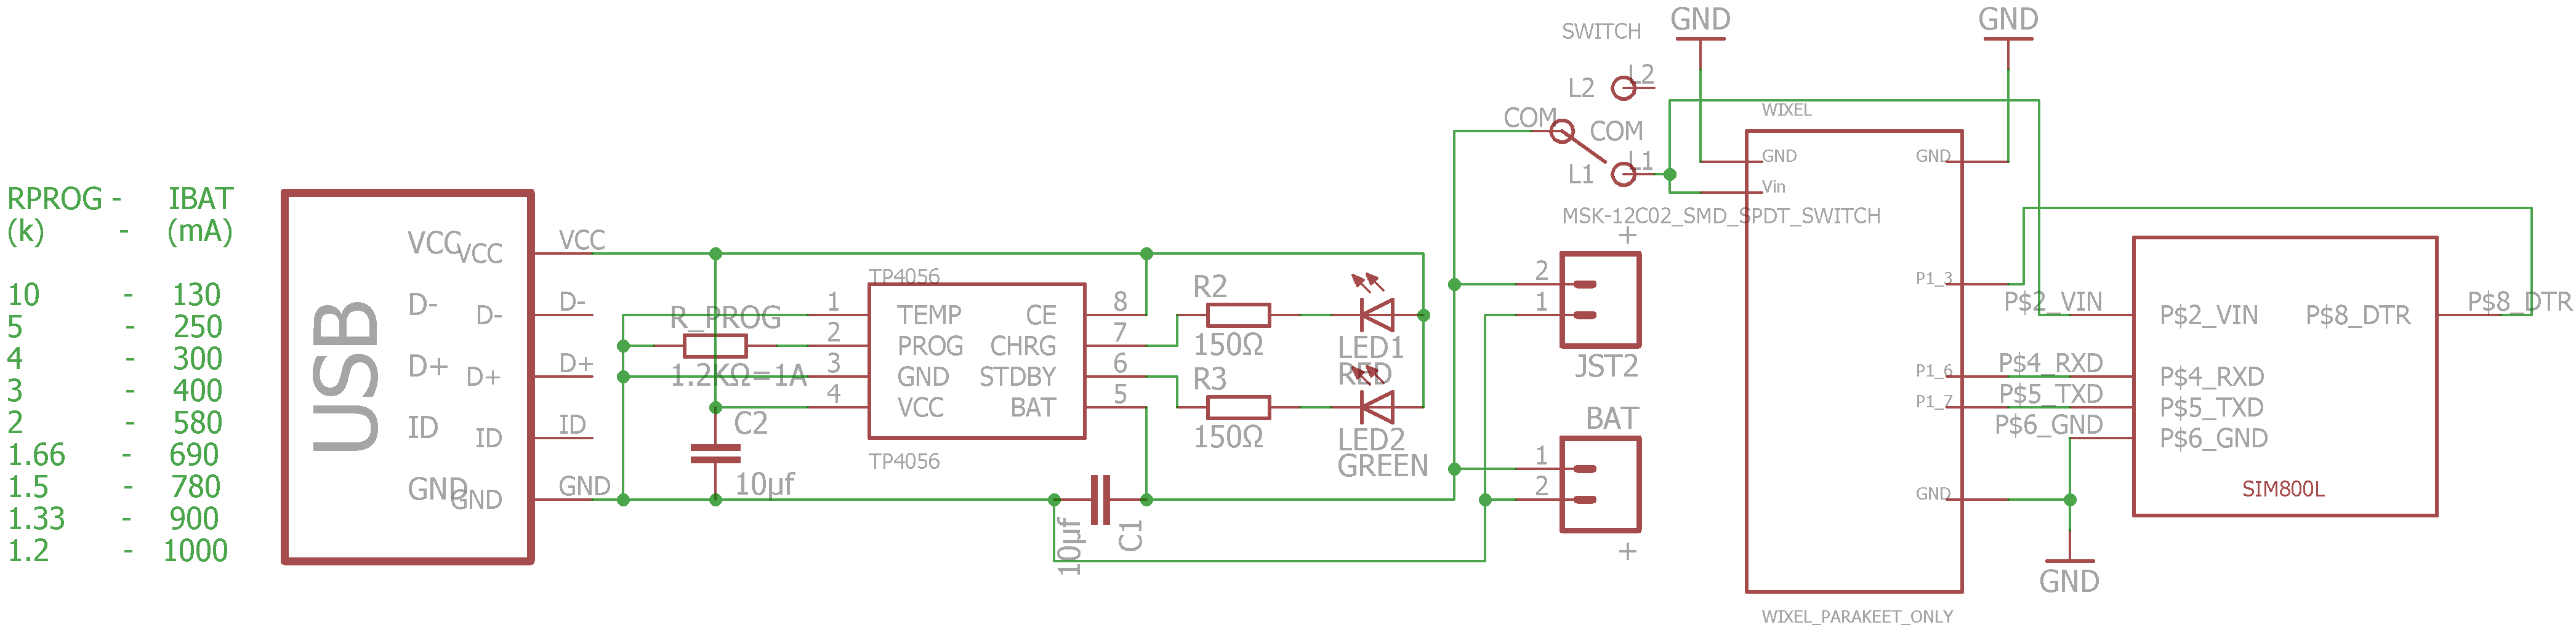 RPROG - IBAT
(k) - (mA)
10 - 130
5 - 250
4 - 300
3 - 400
2 - 580
1.66 - 690
1.5 - 780
1.33 - 900
1.2 - 1000
USB
VCC
VCC
VCC
D-
D-
D-
D+
D+
D+
ID
ID
ID
GND
GND
GND
R_PROG
1.2KΩ=1A
C2
10µf
TP4056
1 TEMP CE 8
2 PROG CHRG 7
3 GND STDBY 6
4 VCC BAT 5
TP4056
10µf
C1
R2
150Ω
R3
150Ω
LED1
RED
LED2
GREEN
SWITCH
L2
L2
COM
COM
L1
L1
MSK-12C02_SMD_SPDT_SWITCH
+
2
1
JST2
BAT
1
2
+
GND
GND
WIXEL
GND GND
Vin
P1_3
P1_6
P1_7
GND
WIXEL_PARAKEET_ONLY
P$2_VIN
P$4_RXD
P$5_TXD
P$6_GND
P$2_VIN P$8_DTR
P$4_RXD
P$5_TXD
P$6_GND
SIM800L
P$8_DTR
GND